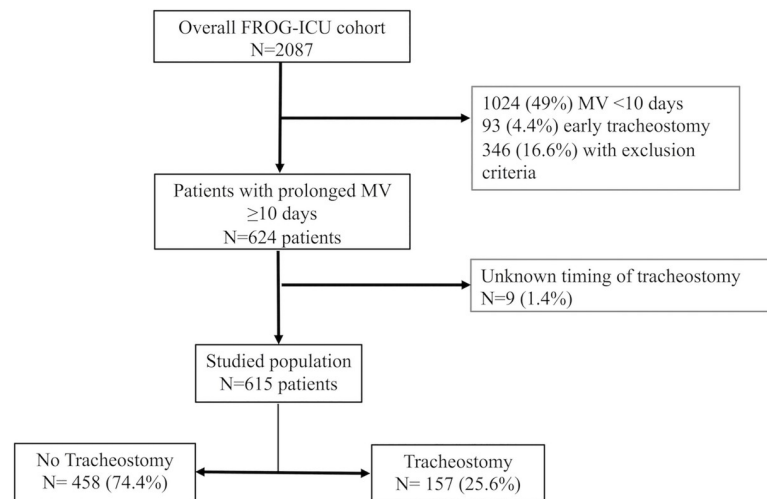 Overall FROG-ICU cohort
N=2087
1024 (49%) MV <10 days
93 (4.4%) early tracheostomy
346 (16.6%) with exclusion
criteria
Patients with prolonged MV
≥10 days
N=624 patients
Unknown timing of tracheostomy
N=9 (1.4%)
Studied population
N=615 patients
No Tracheostomy
N= 458 (74.4%)
Tracheostomy
N= 157 (25.6%)